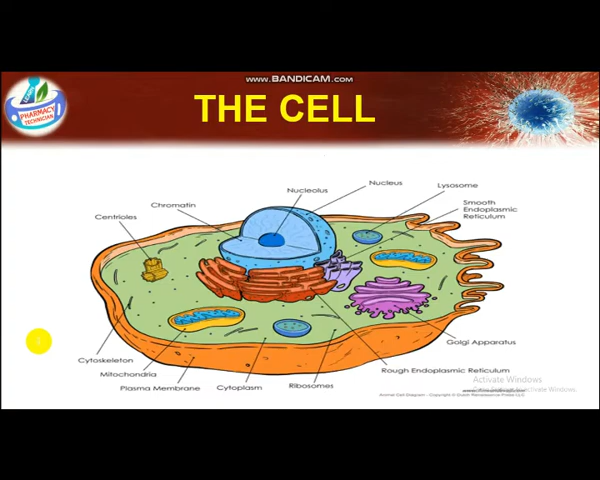 WWW.BANDICAM.COM
THE CELL
PHARMACY
TECHNICIAN
Nucleolus
Nucleus
Lysosome
Chromatin
Smooth
Endoplasmic
Reticulum
Centrioles
Golgi Apparatus
Cytoskeleton
Mitochondria
Rough Endoplasmic Reticulum
Plasma Membrane
Cytoplasm
Ribosomes
Activate Windows